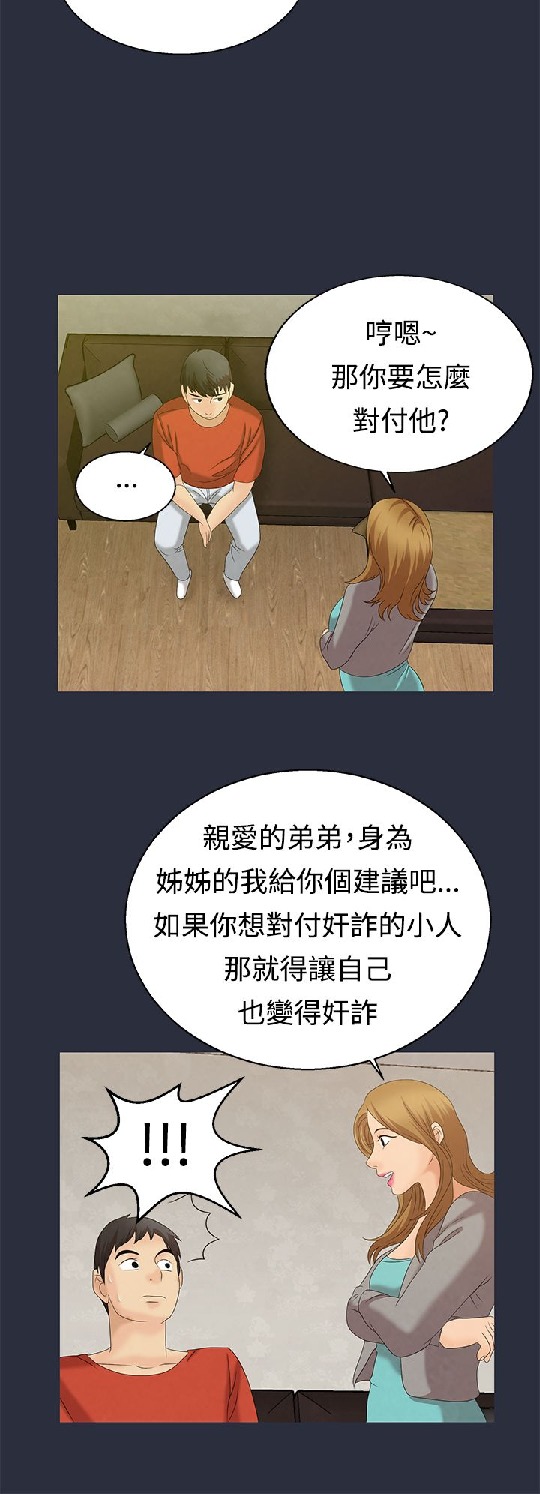 哼嗯~
那你要怎麼
對付他?
...
親愛的弟弟,身為
姊姊的我給你個建議吧...
如果你想對付奸詐的小人
那就得讓自己
也變得奸詐
!!!